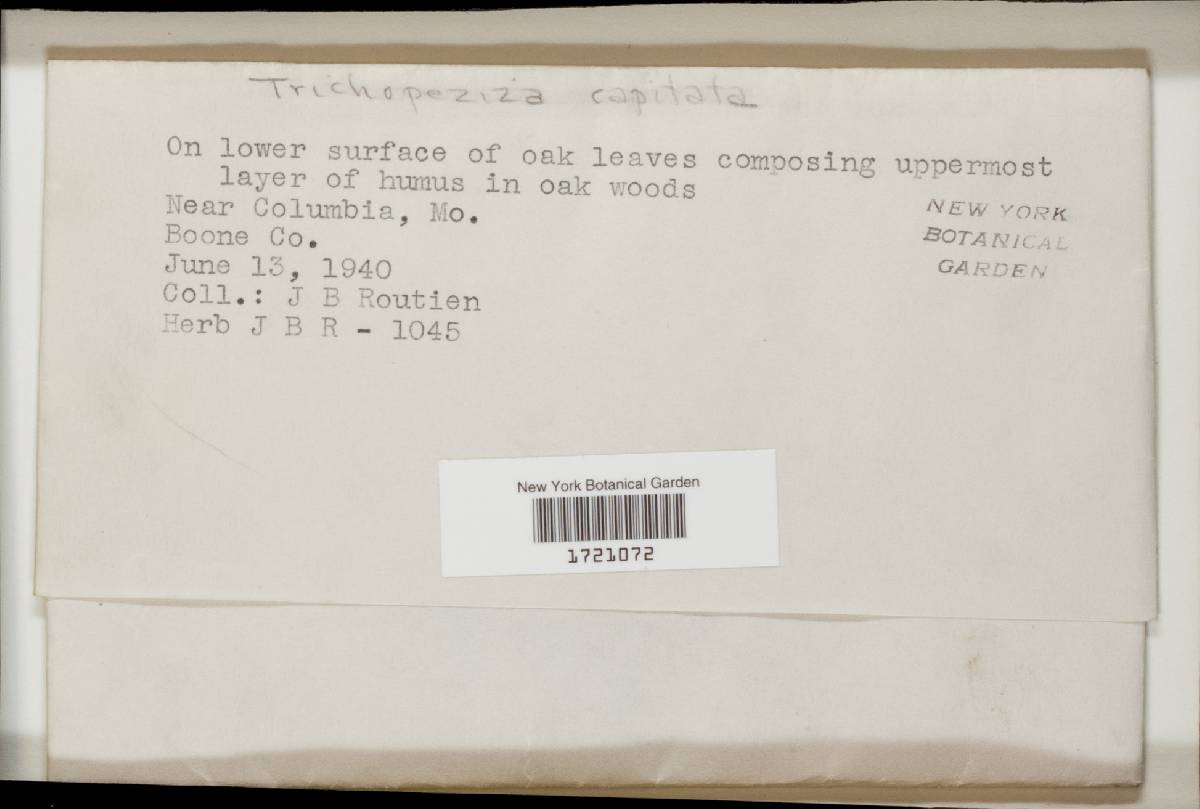 Trichopeziza capitata
On lower surface of oak leaves composing uppermost
layer of humus in oak woods
Near Columbia, Mo.
Boone Co.
June 13, 1940
Coll.: J B Routien
Herb J B R - 1045
NEW YORK
BOTANICAL
GARDEN
New York Botanical Garden
1721072